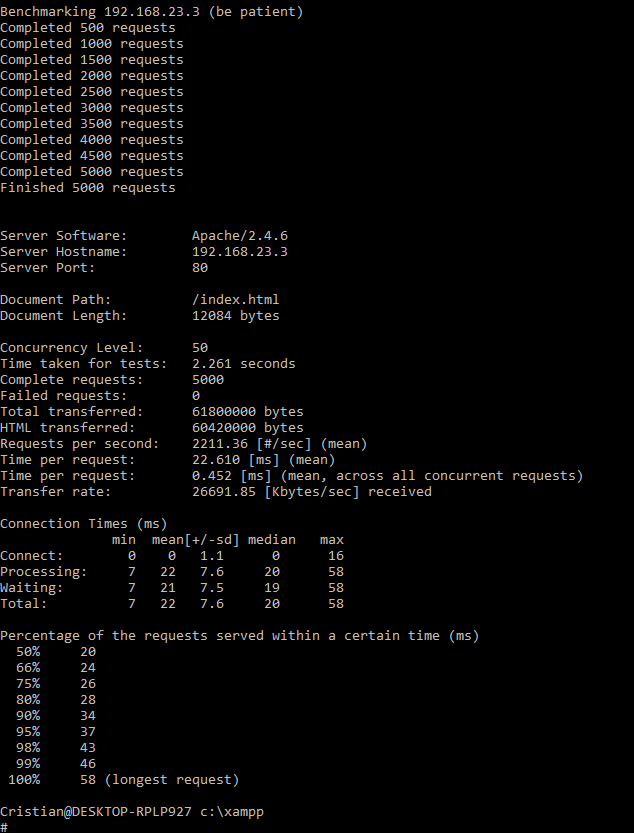 Benchmarking 192.168.23.3 (be patient)
Completed 500 requests
Completed 1000 requests
Completed 1500 requests
Completed 2000 requests
Completed 2500 requests
Completed 3000 requests
Completed 3500 requests
Completed 4000 requests
Completed 4500 requests
Completed 5000 requests
Finished 5000 requests
Server Software:        Apache/2.4.6
Server Hostname:        192.168.23.3
Server Port:            80
Document Path:          /index.html
Document Length:        12084 bytes
Concurrency Level:      50
Time taken for tests:   2.261 seconds
Complete requests:      5000
Failed requests:        0
Total transferred:      61800000 bytes
HTML transferred:       60420000 bytes
Requests per second:    2211.36 [#/sec] (mean)
Time per request:       22.610 [ms] (mean)
Time per request:       0.452 [ms] (mean, across all concurrent requests)
Transfer rate:          26691.85 [Kbytes/sec] received
Connection Times (ms)
              min  mean[+/-sd] median   max
Connect:        0    0   1.1      0      16
Processing:     7   22   7.6     20      58
Waiting:        7   21   7.5     19      58
Total:          7   22   7.6     20      58
Percentage of the requests served within a certain time (ms)
  50%     20
  66%     24
  75%     26
  80%     28
  90%     34
  95%     37
  98%     43
  99%     46
 100%     58 (longest request)
Cristian@DESKTOP-RPLP927 c:\xampp
#